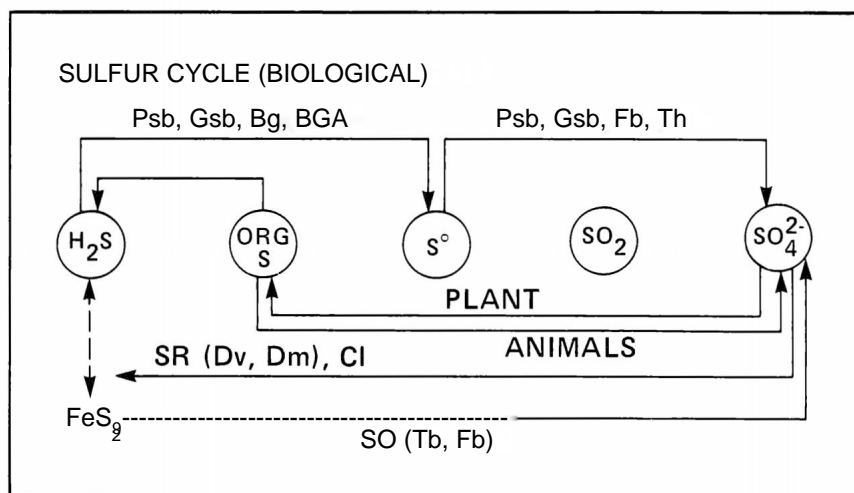 SULFUR CYCLE (BIOLOGICAL)
Psb, Gsb, Bg, BGA
Psb, Gsb, Fb, Th
H₂S
ORG
S
S°
SO₂
SO₄²⁻
PLANT
ANIMALS
SR (Dv, Dm), Cl
FeS₂
SO (Tb, Fb)